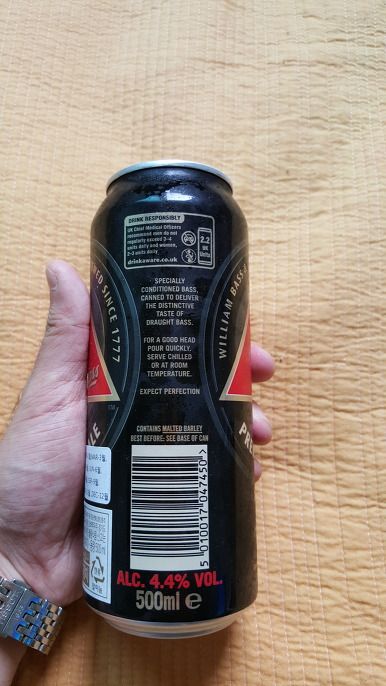 DRINK RESPONSIBLY
UK Chief Medical Officers
recommend men do not
regularly exceed 3-4
units daily and women,
2-3 units daily
drinkaware.co.uk
2.2
UK
Units
SPECIALLY
CONDITIONED BASS,
CANNED TO DELIVER
THE DISTINCTIVE
TASTE OF
DRAUGHT BASS.
FOR A GOOD HEAD
POUR QUICKLY.
SERVE CHILLED
OR AT ROOM
TEMPERATURE.
EXPECT PERFECTION
CONTAINS MALTED BARLEY
BEST BEFORE: SEE BASE OF CAN
5 010017 047450 >
ALC. 4.4% VOL.
500ml e
SINCE 1777
WILLIAM BASS &